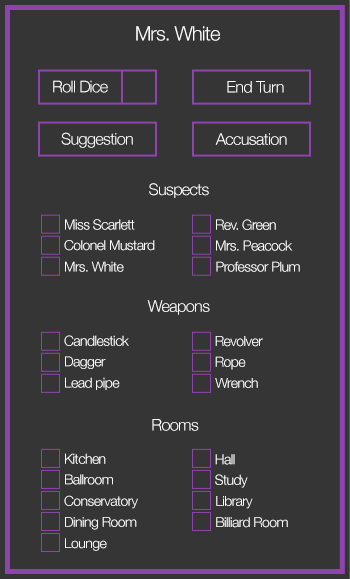 Mrs. White
Roll Dice
End Turn
Suggestion
Accusation
Suspects
Miss Scarlett
Rev. Green
Colonel Mustard
Mrs. Peacock
Mrs. White
Professor Plum
Weapons
Candlestick
Revolver
Dagger
Rope
Lead pipe
Wrench
Rooms
Kitchen
Hall
Ballroom
Study
Conservatory
Library
Dining Room
Billiard Room
Lounge